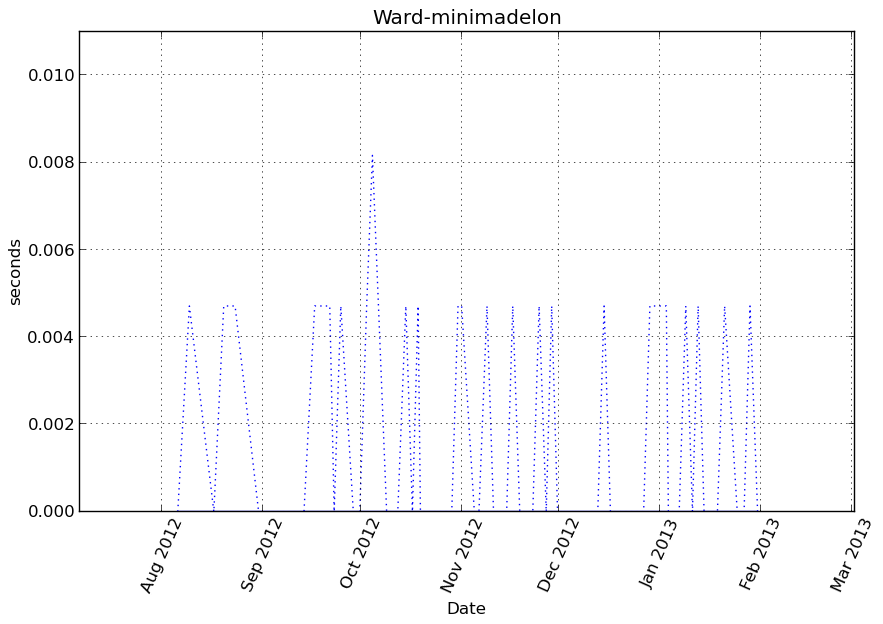 Ward-minimadelon
0.010
0.008
0.006
0.004
0.002
0.000
seconds
Aug 2012
Sep 2012
Oct 2012
Nov 2012
Dec 2012
Jan 2013
Feb 2013
Mar 2013
Date